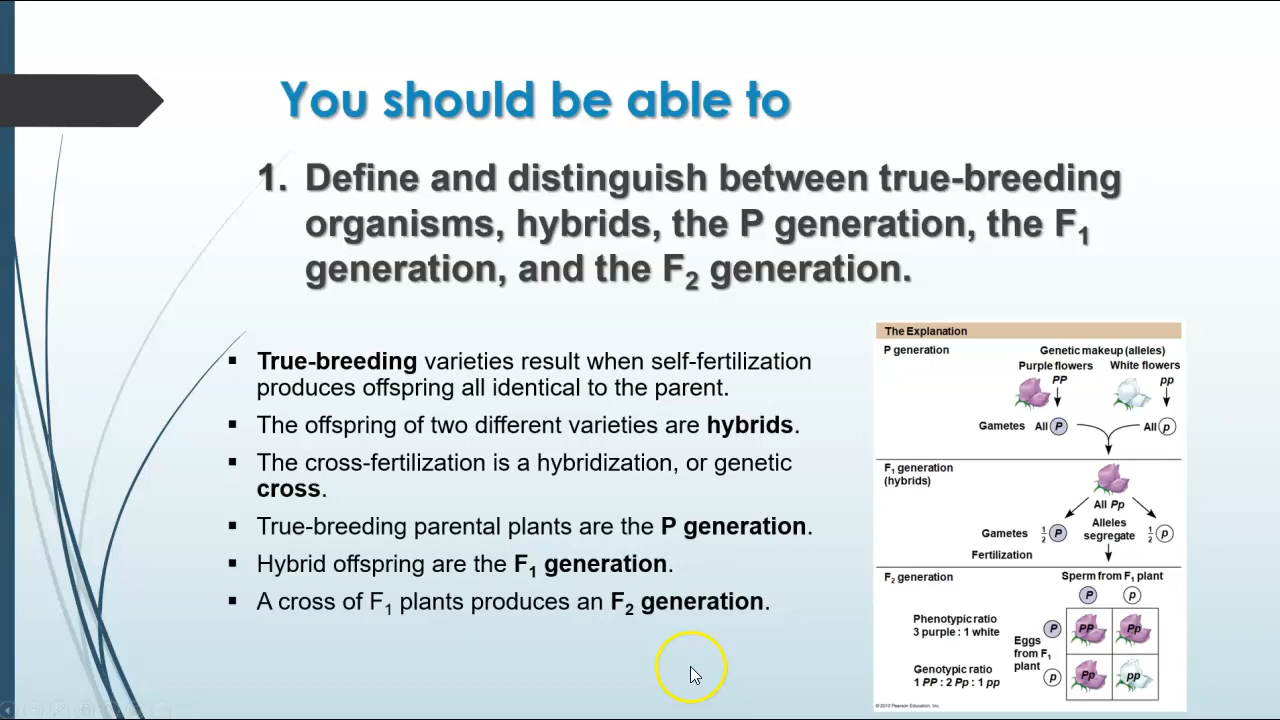 You should be able to
1. Define and distinguish between true-breeding
organisms, hybrids, the P generation, the F₁
generation, and the F₂ generation.
▪ True-breeding varieties result when self-fertilization
produces offspring all identical to the parent.
▪ The offspring of two different varieties are hybrids.
▪ The cross-fertilization is a hybridization, or genetic
cross.
▪ True-breeding parental plants are the P generation.
▪ Hybrid offspring are the F₁ generation.
▪ A cross of F₁ plants produces an F₂ generation.
The Explanation
P generation
Genetic makeup (alleles)
Purple flowers White flowers
PP pp
Gametes All P All p
F₁ generation
(hybrids)
All Pp
Gametes ½ P Alleles segregate ½ p
Fertilization
F₂ generation
Sperm from F₁ plant
P p
Phenotypic ratio
3 purple : 1 white
Eggs
from F₁
plant
P PP Pp
Genotypic ratio
1 PP : 2 Pp : 1 pp
p Pp pp
©2010 Pearson Education, Inc.